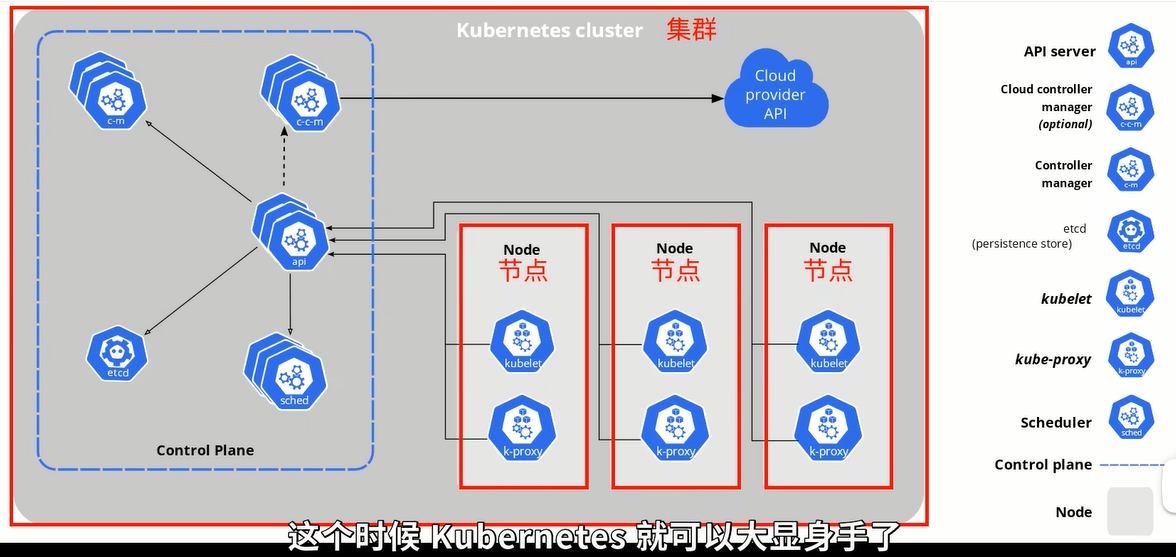 Kubernetes cluster 集群
c-m
c-c-m
Cloud
provider
API
api
etcd
sched
Control Plane
Node
节点
kubelet
k-proxy
Node
节点
kubelet
k-proxy
Node
节点
kubelet
k-proxy
API server
api
Cloud controller
manager
(optional)
c-c-m
Controller
manager
c-m
etcd
(persistence store)
etcd
kubelet
kubelet
kube-proxy
k-proxy
Scheduler
sched
Control plane
Node
这个时候 Kubernetes 就可以大显身手了